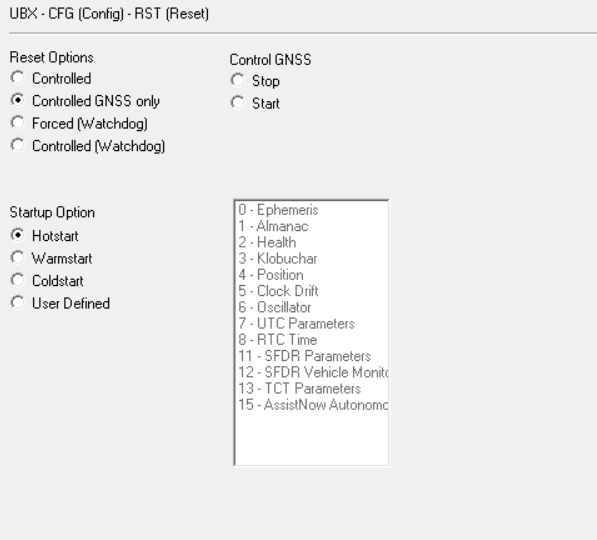 UBX - CFG (Config) - RST (Reset)
Reset Options
Controlled
Controlled GNSS only
Forced (Watchdog)
Controlled (Watchdog)
Control GNSS
Stop
Start
Startup Option
Hotstart
Warmstart
Coldstart
User Defined
0 - Ephemeris
1 - Almanac
2 - Health
3 - Klobuchar
4 - Position
5 - Clock Drift
6 - Oscillator
7 - UTC Parameters
8 - RTC Time
11 - SFDR Parameters
12 - SFDR Vehicle Monito
13 - TCT Parameters
15 - AssistNow Autonomo